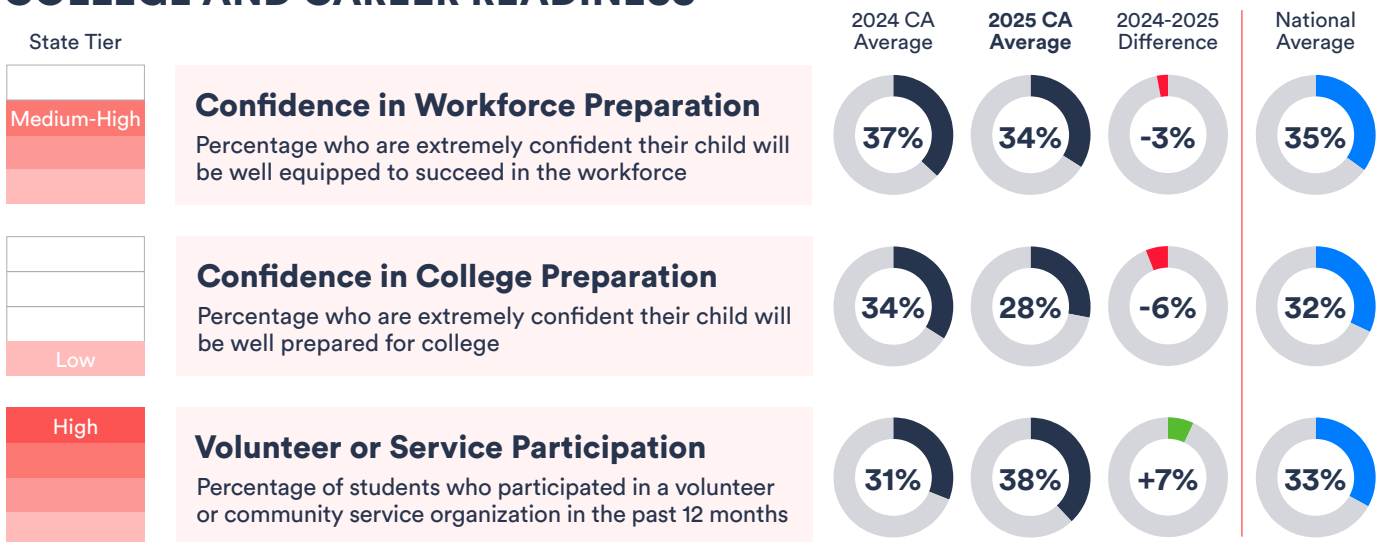 COLLEGE AND CAREER READINESS
State Tier
2024 CA
Average
2025 CA
Average
2024-2025
Difference
National
Average
Medium-High
Confidence in Workforce Preparation
Percentage who are extremely confident their child will
be well equipped to succeed in the workforce
37%
34%
-3%
35%
Confidence in College Preparation
Percentage who are extremely confident their child will
be well prepared for college
Low
34%
28%
-6%
32%
High
Volunteer or Service Participation
Percentage of students who participated in a volunteer
or community service organization in the past 12 months
31%
38%
+7%
33%